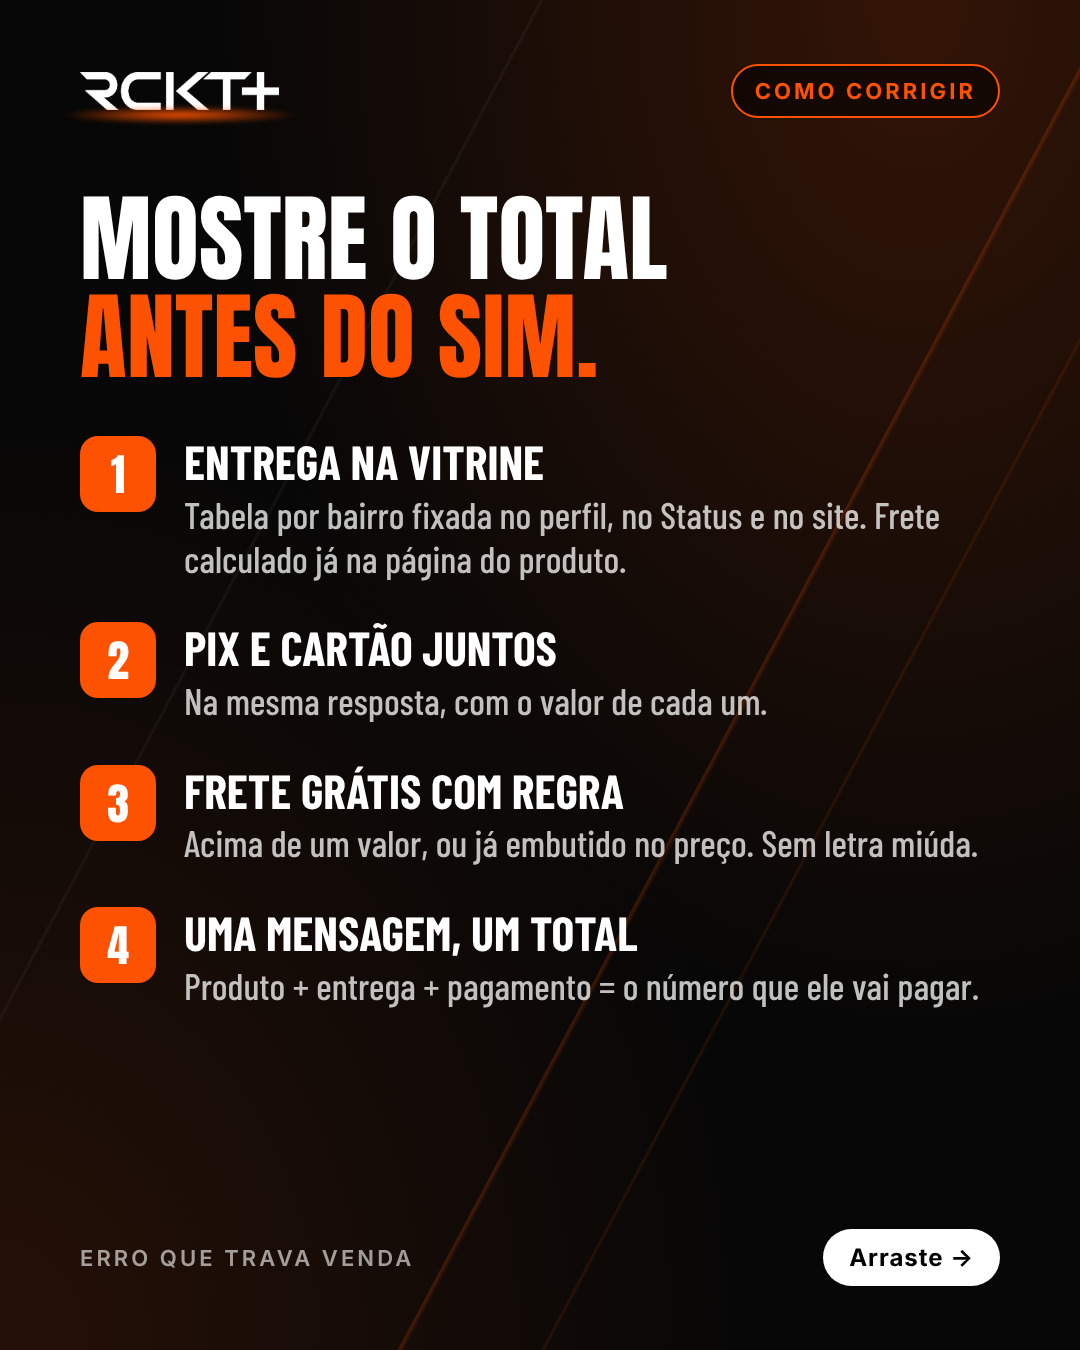 RCKT+
COMO CORRIGIR
MOSTRE O TOTAL
ANTES DO SIM.
1
ENTREGA NA VITRINE
Tabela por bairro fixada no perfil, no Status e no site. Frete
calculado já na página do produto.
2
PIX E CARTÃO JUNTOS
Na mesma resposta, com o valor de cada um.
3
FRETE GRÁTIS COM REGRA
Acima de um valor, ou já embutido no preço. Sem letra miúda.
4
UMA MENSAGEM, UM TOTAL
Produto + entrega + pagamento = o número que ele vai pagar.
ERRO QUE TRAVA VENDA
Arraste →